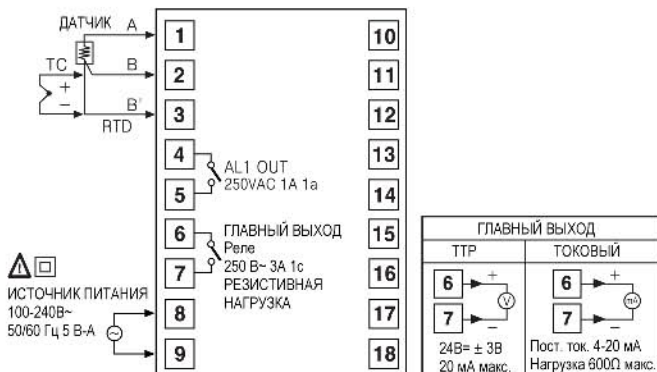 ДАТЧИК A
1
10
TC
B
2
11
+
–
B'
3
12
RTD
4
AL1 OUT
13
5
250VAC 1A 1a
14
6
ГЛАВНЫЙ ВЫХОД
15
Реле
7
250 В~ 3А 1с
16
РЕЗИСТИВНАЯ
НАГРУЗКА
ИСТОЧНИК ПИТАНИЯ
100-240В~
50/60 Гц 5 В-А
8
17
9
18
ГЛАВНЫЙ ВЫХОД
ТТР ТОКОВЫЙ
6 + 6 +
V mA
7 – 7 –
24В= ± 3В
20 мА макс.
Пост. ток. 4-20 мА
Нагрузка 600Ω макс.